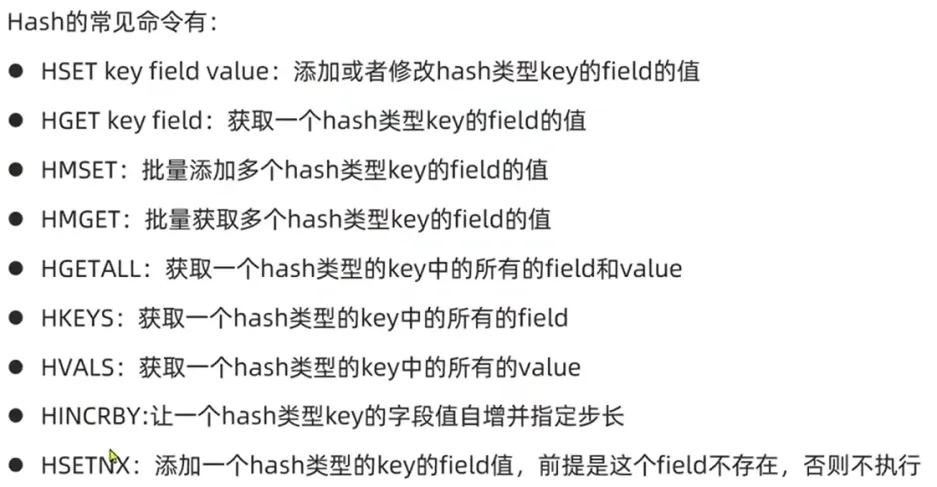 Hash的常见命令有：
● HSET key field value：添加或者修改hash类型key的field的值
● HGET key field：获取一个hash类型key的field的值
● HMSET：批量添加多个hash类型key的field的值
● HMGET：批量获取多个hash类型key的field的值
● HGETALL：获取一个hash类型的key中的所有的field和value
● HKEYS：获取一个hash类型的key中的所有的field
● HVALS：获取一个hash类型的key中的所有的value
● HINCRBY:让一个hash类型key的字段值自增并指定步长
● HSETNX：添加一个hash类型的key的field值，前提是这个field不存在，否则不执行